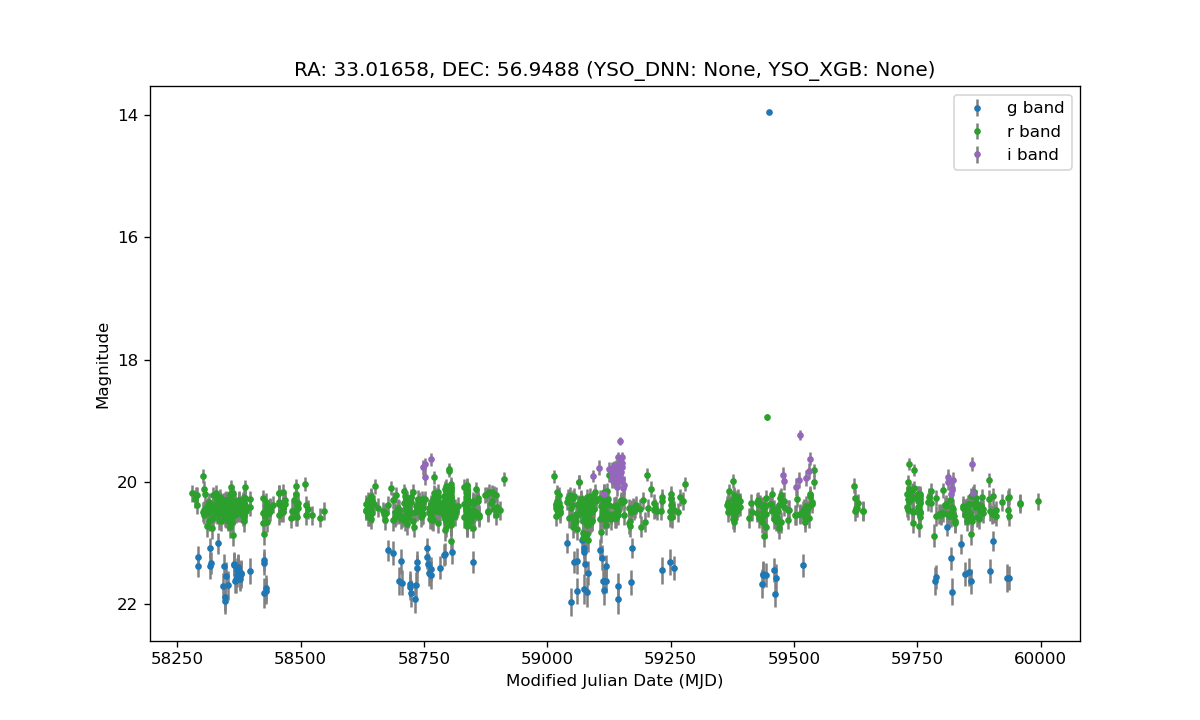 RA: 33.01658, DEC: 56.9488 (YSO_DNN: None, YSO_XGB: None)
g band
r band
i band
Magnitude
14
16
18
20
22
58250 58500 58750 59000 59250 59500 59750 60000
Modified Julian Date (MJD)